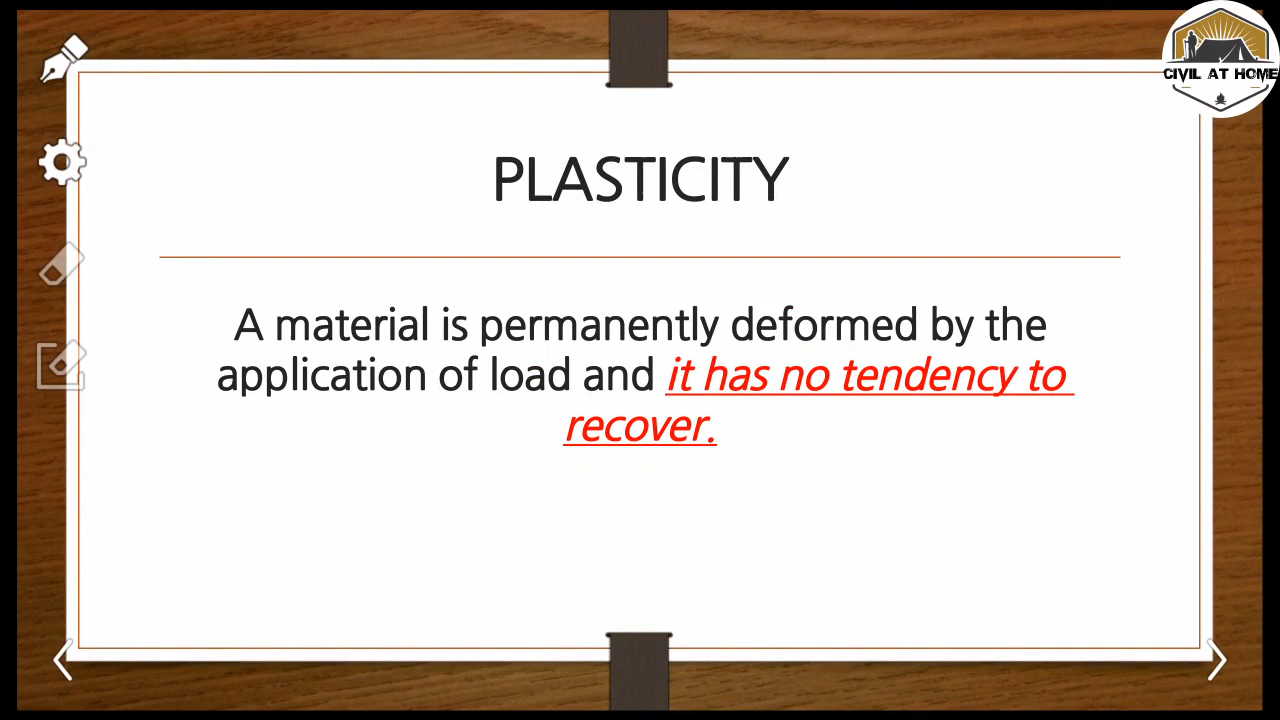 CIVIL AT HOME
PLASTICITY
A material is permanently deformed by the
application of load and it has no tendency to
recover.